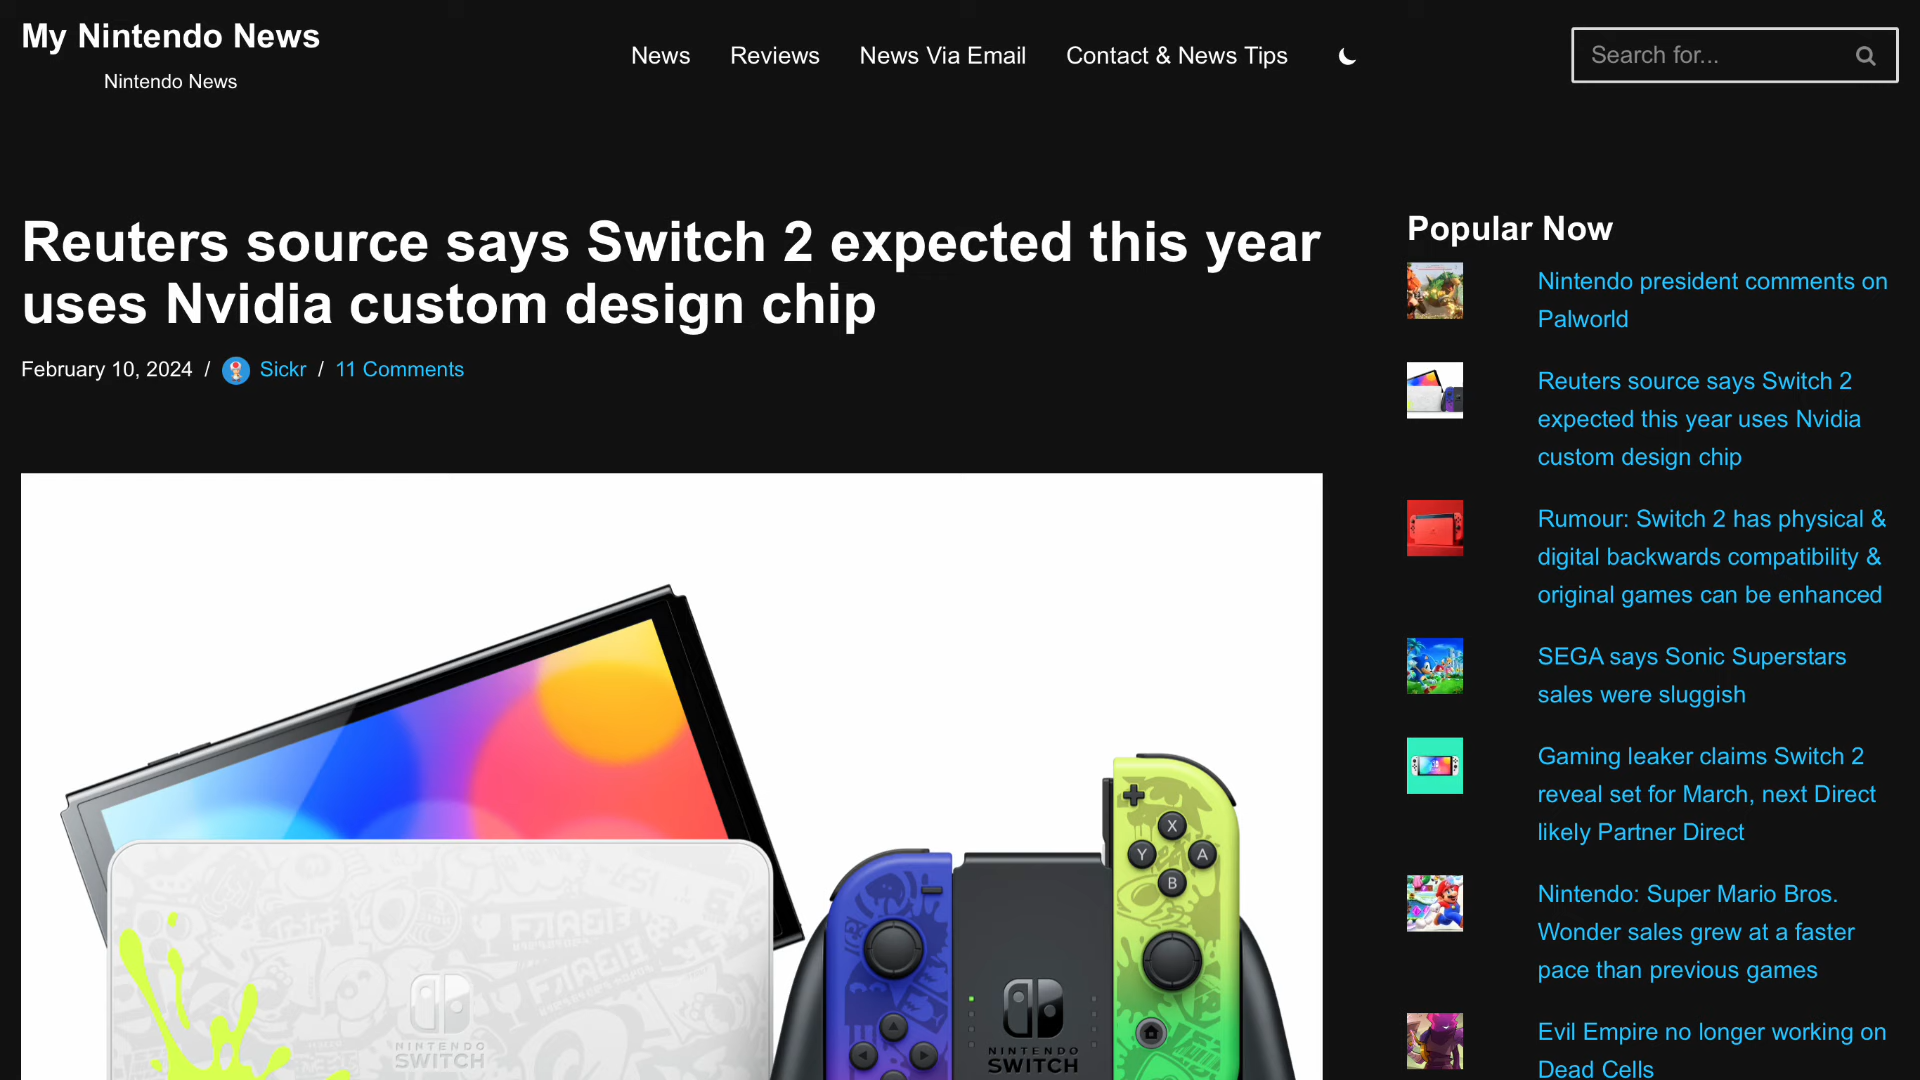 My Nintendo News
Nintendo News
News
Reviews
News Via Email
Contact & News Tips
Search for...
Reuters source says Switch 2 expected this year
uses Nvidia custom design chip
February 10, 2024 / Sickr / 11 Comments
X
Y
A
B
NINTENDO
SWITCH
NINTENDO
SWITCH
Popular Now
Nintendo president comments on
Palworld
Reuters source says Switch 2
expected this year uses Nvidia
custom design chip
Rumour: Switch 2 has physical &
digital backwards compatibility &
original games can be enhanced
SEGA says Sonic Superstars
sales were sluggish
Gaming leaker claims Switch 2
reveal set for March, next Direct
likely Partner Direct
Nintendo: Super Mario Bros.
Wonder sales grew at a faster
pace than previous games
Evil Empire no longer working on
Dead Cells